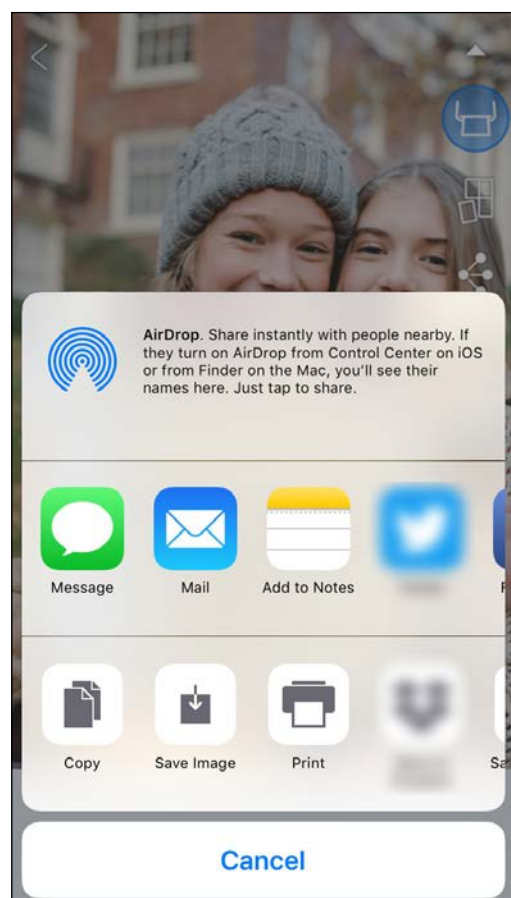 AirDrop. Share instantly with people nearby. If
they turn on AirDrop from Control Center on iOS
or from Finder on the Mac, you’ll see their
names here. Just tap to share.
Message
Mail
Add to Notes
Copy
Save Image
Print
Cancel